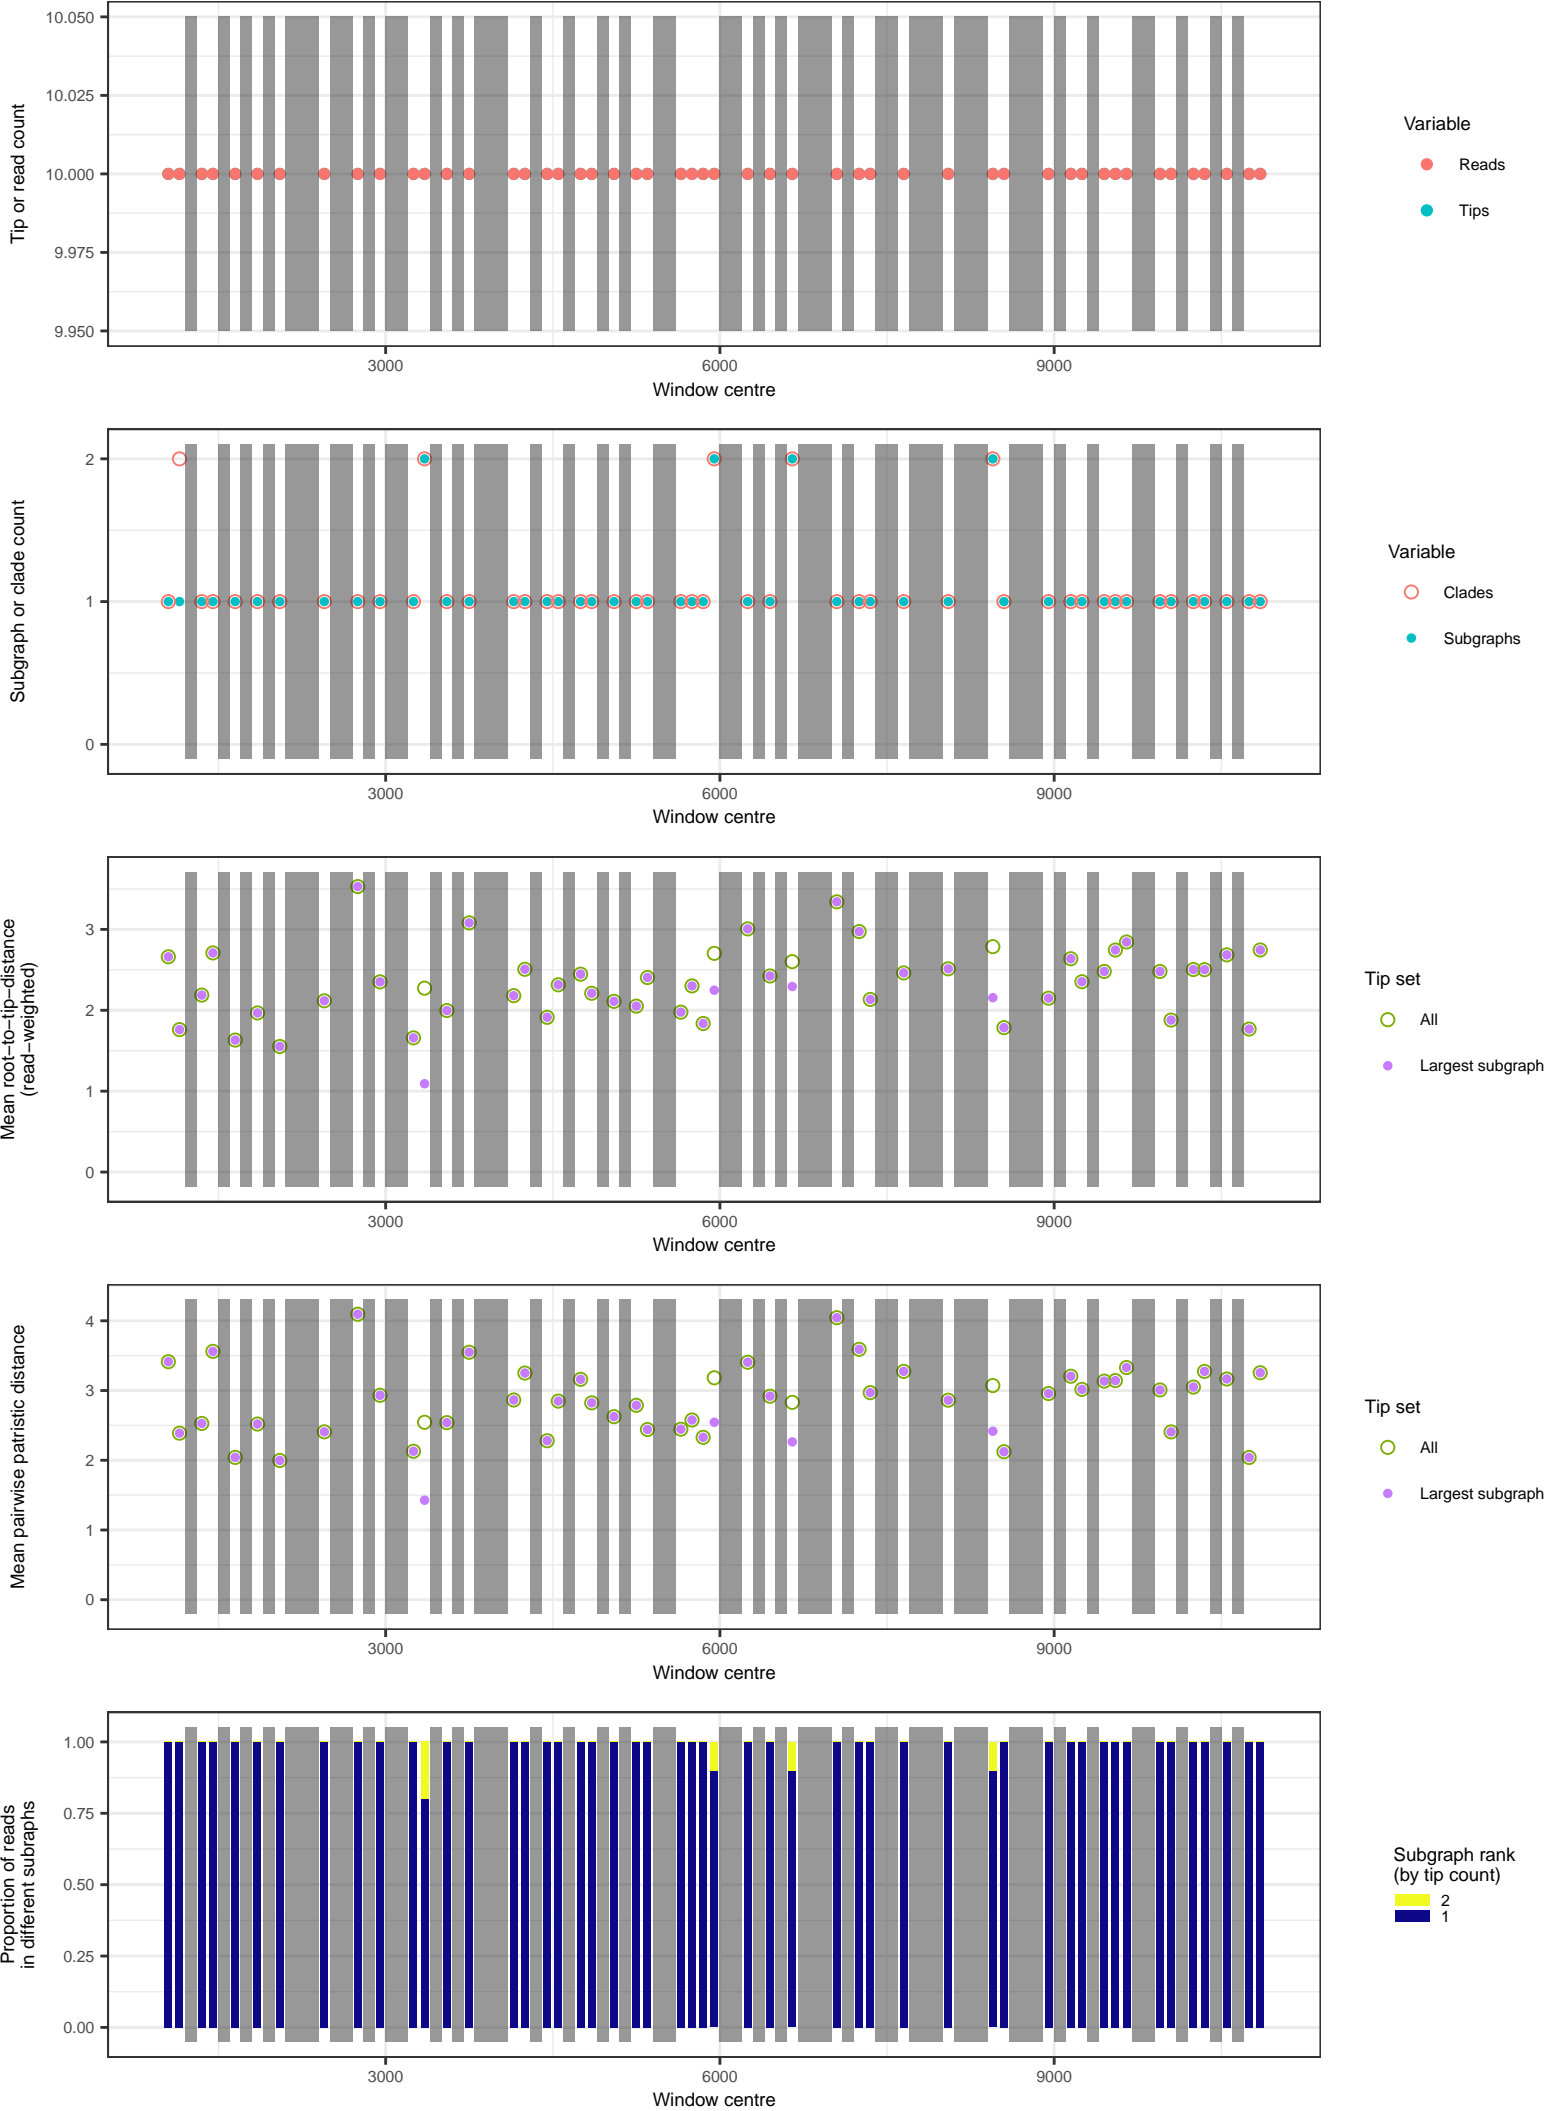 10.050
10.025
10.000
9.975
9.950
Tip or read count
3000
6000
9000
Window centre
Variable
Reads
Tips
2
1
0
Subgraph or clade count
3000
6000
9000
Window centre
Variable
Clades
Subgraphs
3
2
1
0
Mean root−to−tip−distance
(read−weighted)
3000
6000
9000
Window centre
Tip set
All
Largest subgraph
4
3
2
1
0
Mean pairwise patristic distance
3000
6000
9000
Window centre
Tip set
All
Largest subgraph
1.00
0.75
0.50
0.25
0.00
Proportion of reads
in different subraphs
3000
6000
9000
Window centre
Subgraph rank
(by tip count)
2
1